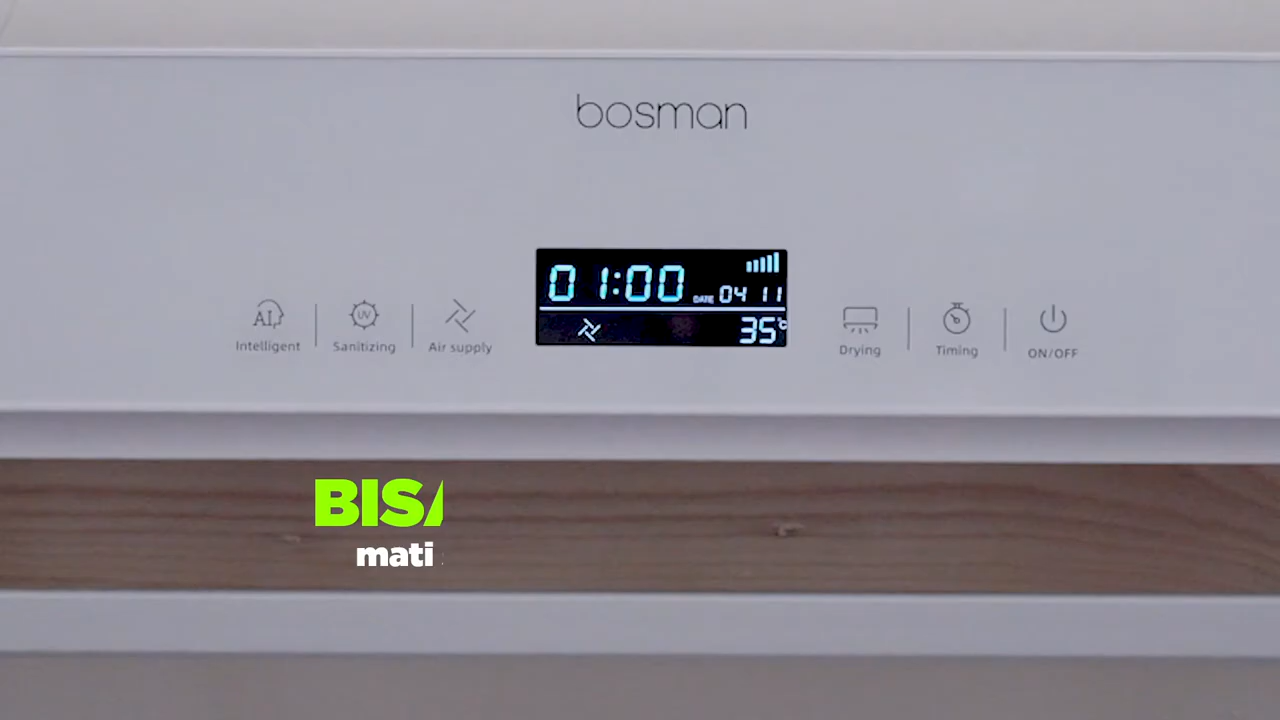 bosman
01:00
DATE 04 11
35°C
AI
Intelligent
UV
Sanitizing
Air supply
Drying
Timing
ON/OFF
BIS
mati